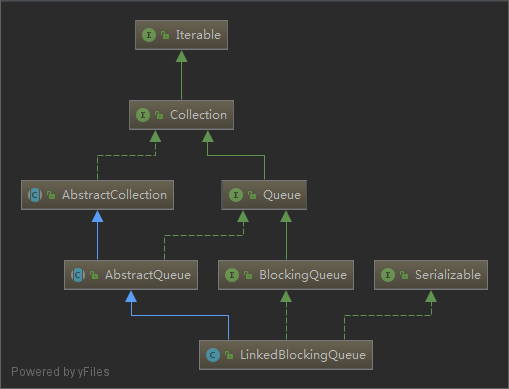 I Iterable
I Collection
C AbstractCollection
I Queue
C AbstractQueue
I BlockingQueue
I Serializable
C LinkedBlockingQueue
Powered by yFiles